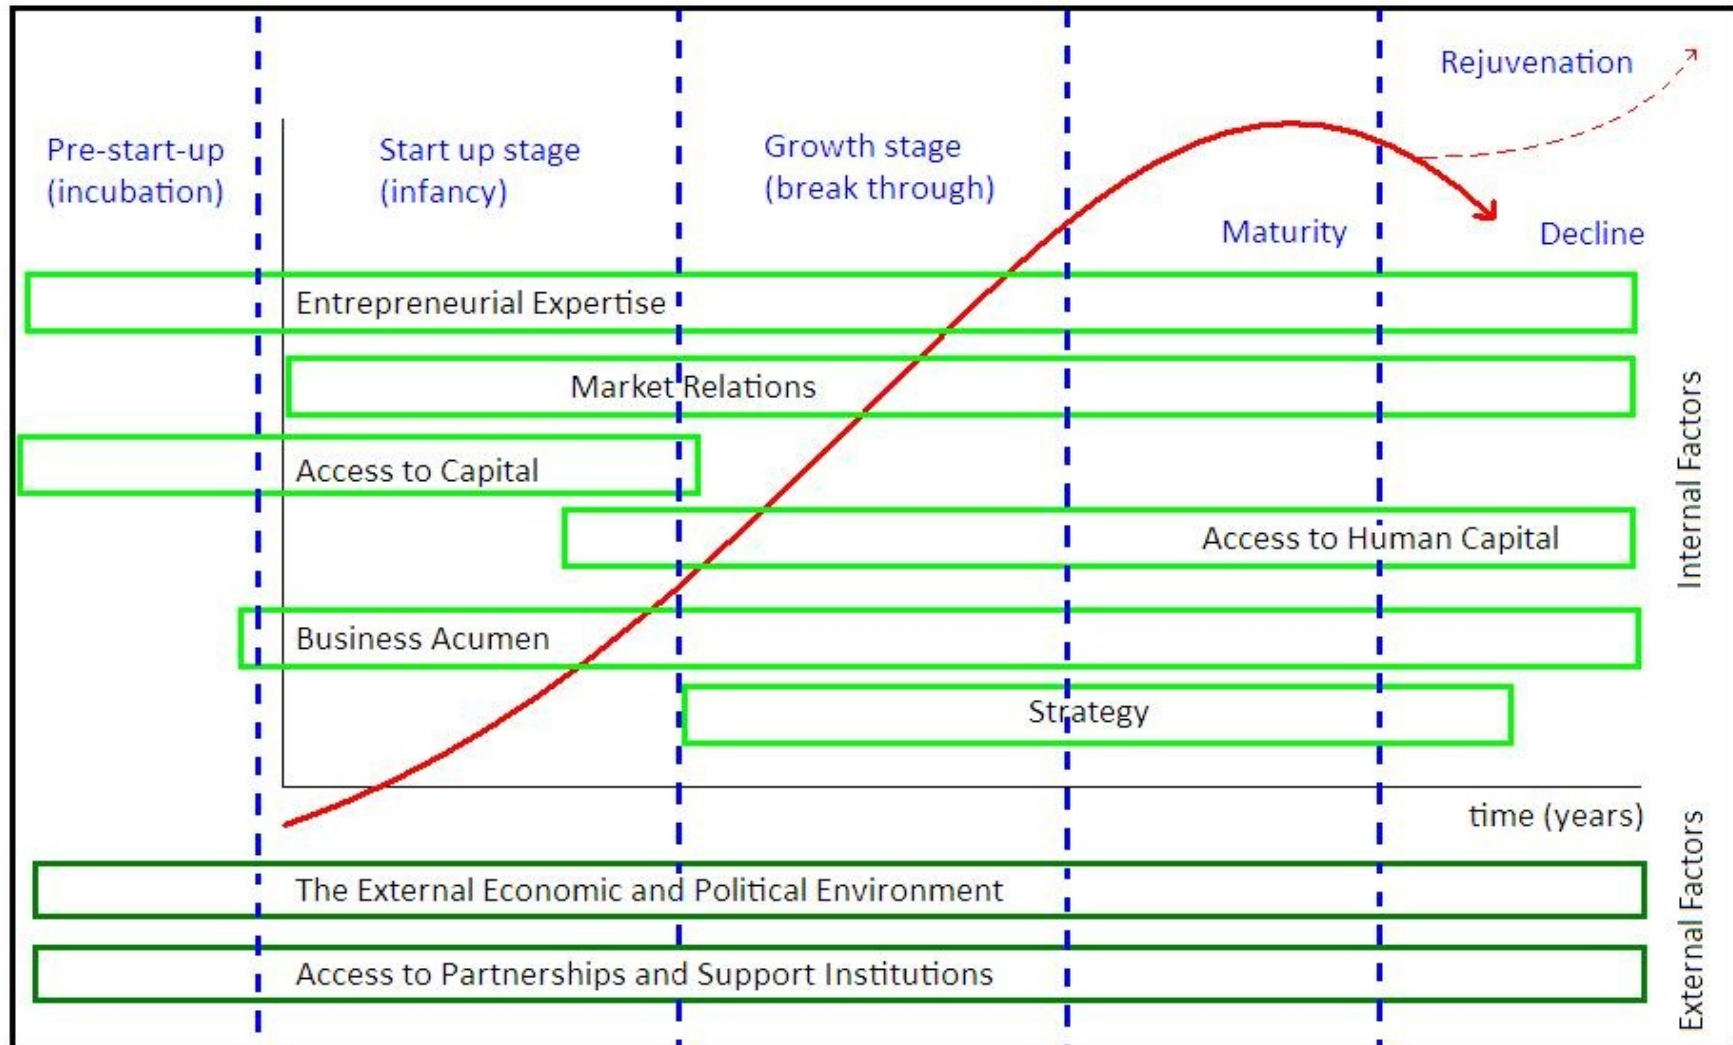 Rejuvenation
Pre-start-up
(incubation)
Start up stage
(infancy)
Growth stage
(break through)
Maturity
Decline
Entrepreneurial Expertise
Market Relations
Access to Capital
Access to Human Capital
Business Acumen
Strategy
Internal Factors
time (years)
The External Economic and Political Environment
Access to Partnerships and Support Institutions
External Factors